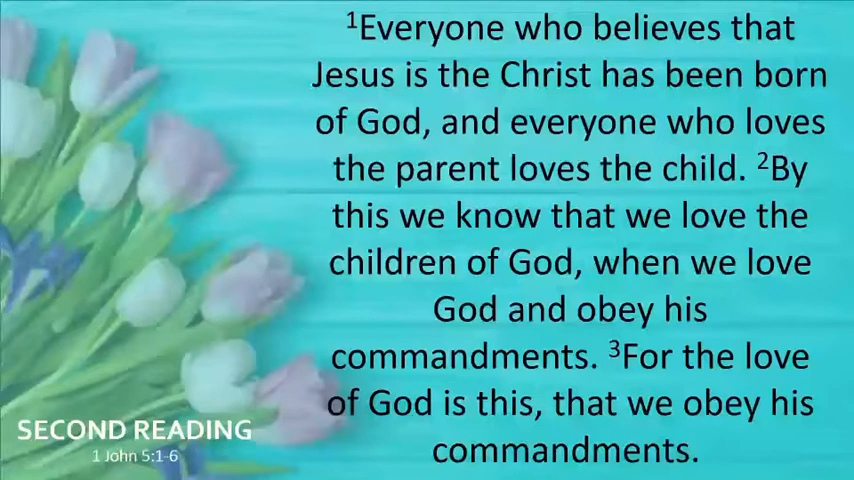 ¹Everyone who believes that
Jesus is the Christ has been born
of God, and everyone who loves
the parent loves the child. ²By
this we know that we love the
children of God, when we love
God and obey his
commandments. ³For the love
of God is this, that we obey his
commandments.
SECOND READING
1 John 5:1-6